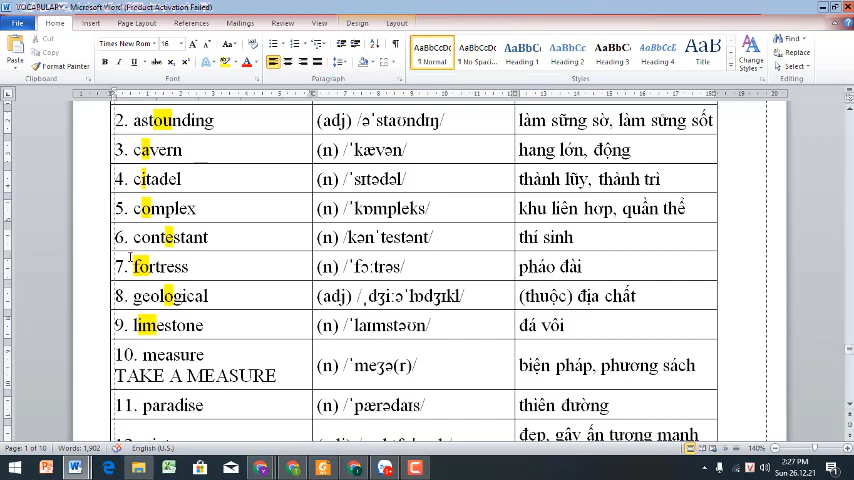 VOCABULARY - Microsoft Word (Product Activation Failed)
File Home Insert Page Layout References Mailings Review View Design Layout
Cut
Copy
Format Painter
Paste
Times New Rom 16
Clipboard Font Paragraph Styles Editing
AaBbCcDc AaBbCcDc AaBbC AaBbCc AaBbC AaBbCcI AaB
¶ Normal ¶ No Spaci... Heading 1 Heading 2 Heading 3 Heading 4 Title
Change
Styles
Find
Replace
Select
2. astounding (adj) /əˈstaʊndɪŋ/ làm sững sờ, làm sửng sốt
3. cavern (n) /ˈkævən/ hang lớn, động
4. citadel (n) /ˈsɪtədəl/ thành lũy, thành trì
5. complex (n) /ˈkɒmpleks/ khu liên hơp, quần thể
6. contestant (n) /kənˈtestənt/ thí sinh
7. fortress (n) /ˈfɔːtrəs/ pháo đài
8. geological (adj) /ˌdʒiːəˈlɒdʒɪkl/ (thuộc) địa chất
9. limestone (n) /ˈlaɪmstəʊn/ đá vôi
10. measure
TAKE A MEASURE (n) /ˈmeʒə(r)/ biện pháp, phương sách
11. paradise (n) /ˈpærədaɪs/ thiên đường
đẹp, gây ấn tượng mạnh
Page: 1 of 10 Words: 1,902 English (U.S.) 140%
2:27 PM
Sun 26.12.21